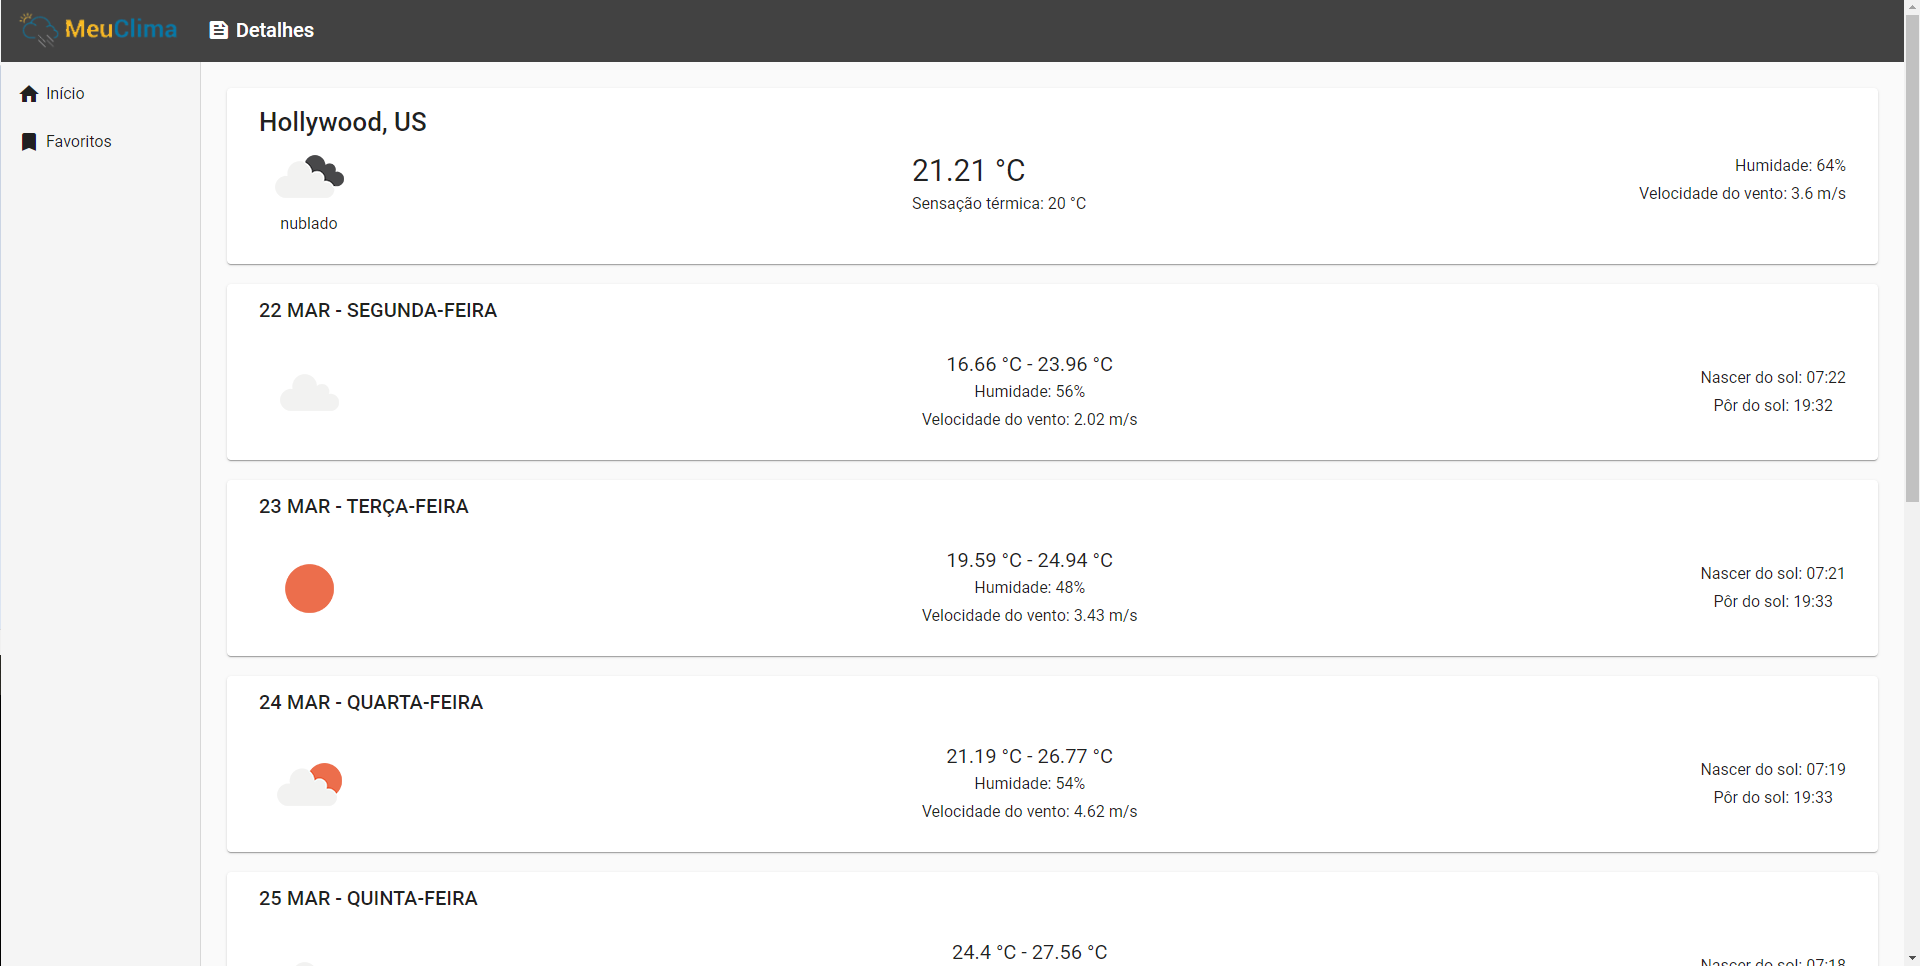 MeuClima
Detalhes
Início
Favoritos
Hollywood, US
nublado
21.21 °C
Sensação térmica: 20 °C
Humidade: 64%
Velocidade do vento: 3.6 m/s
22 MAR - SEGUNDA-FEIRA
16.66 °C - 23.96 °C
Humidade: 56%
Velocidade do vento: 2.02 m/s
Nascer do sol: 07:22
Pôr do sol: 19:32
23 MAR - TERÇA-FEIRA
19.59 °C - 24.94 °C
Humidade: 48%
Velocidade do vento: 3.43 m/s
Nascer do sol: 07:21
Pôr do sol: 19:33
24 MAR - QUARTA-FEIRA
21.19 °C - 26.77 °C
Humidade: 54%
Velocidade do vento: 4.62 m/s
Nascer do sol: 07:19
Pôr do sol: 19:33
25 MAR - QUINTA-FEIRA
24.4 °C - 27.56 °C
Nascer do sol: 07:18